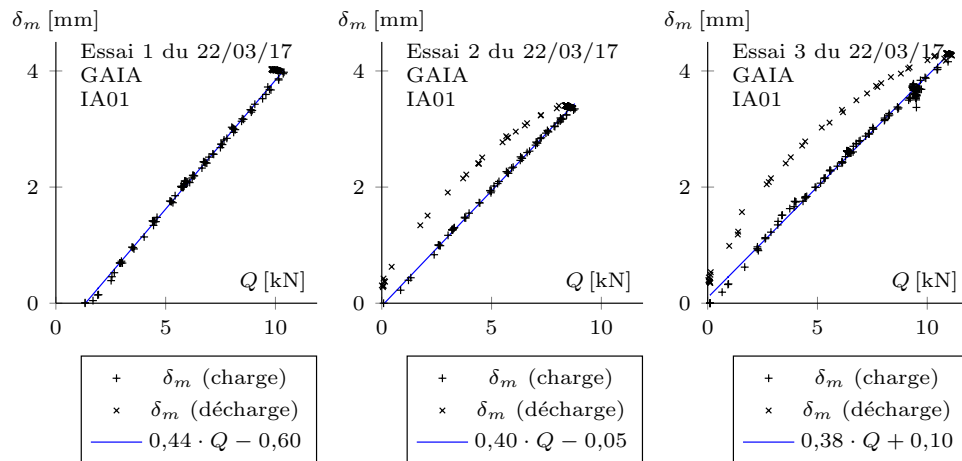 δm [mm]
4
2
0
0
5
10
Essai 1 du 22/03/17
GAIA
IA01
Q [kN]
δm (charge)
δm (décharge)
0,44 · Q − 0,60
δm [mm]
4
2
0
0
5
10
Essai 2 du 22/03/17
GAIA
IA01
Q [kN]
δm (charge)
δm (décharge)
0,40 · Q − 0,05
δm [mm]
4
2
0
0
5
10
Essai 3 du 22/03/17
GAIA
IA01
Q [kN]
δm (charge)
δm (décharge)
0,38 · Q + 0,10